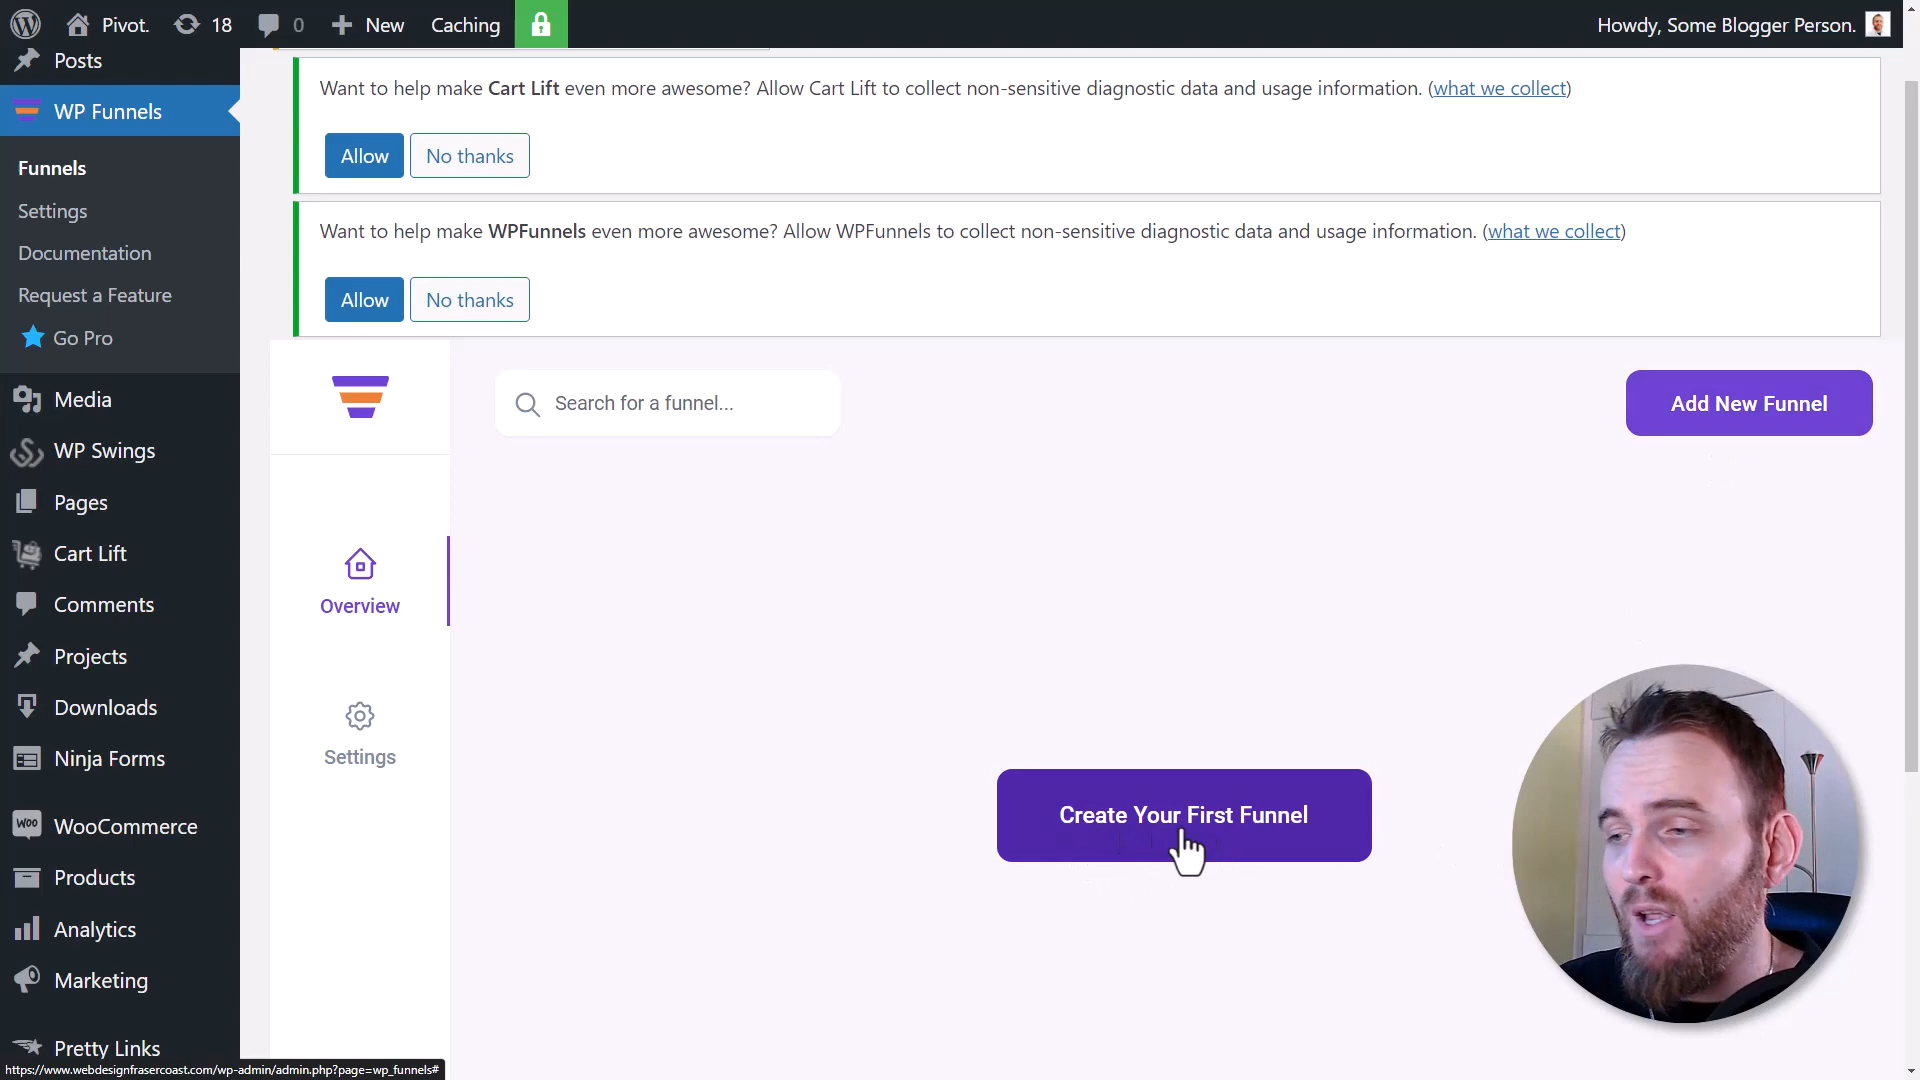 Pivot.
18
0
New
Caching
Howdy, Some Blogger Person.
Posts
WP Funnels
Funnels
Settings
Documentation
Request a Feature
Go Pro
Media
WP Swings
Pages
Cart Lift
Comments
Projects
Downloads
Ninja Forms
WOO
WooCommerce
Products
Analytics
Marketing
Pretty Links
Want to help make Cart Lift even more awesome? Allow Cart Lift to collect non-sensitive diagnostic data and usage information. (what we collect)
Allow
No thanks
Want to help make WPFunnels even more awesome? Allow WPFunnels to collect non-sensitive diagnostic data and usage information. (what we collect)
Allow
No thanks
Search for a funnel...
Add New Funnel
Overview
Settings
Create Your First Funnel
https://www.webdesignfrasercoast.com/wp-admin/admin.php?page=wp_funnels#